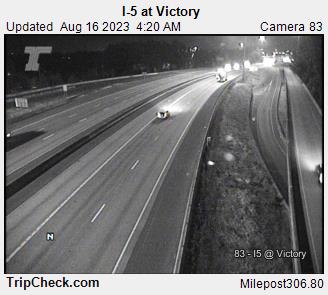 I-5 at Victory
Updated Aug 16 2023 4:20 AM Camera 83
T
N
83 - I5 @ Victory
TripCheck.com Milepost306.80